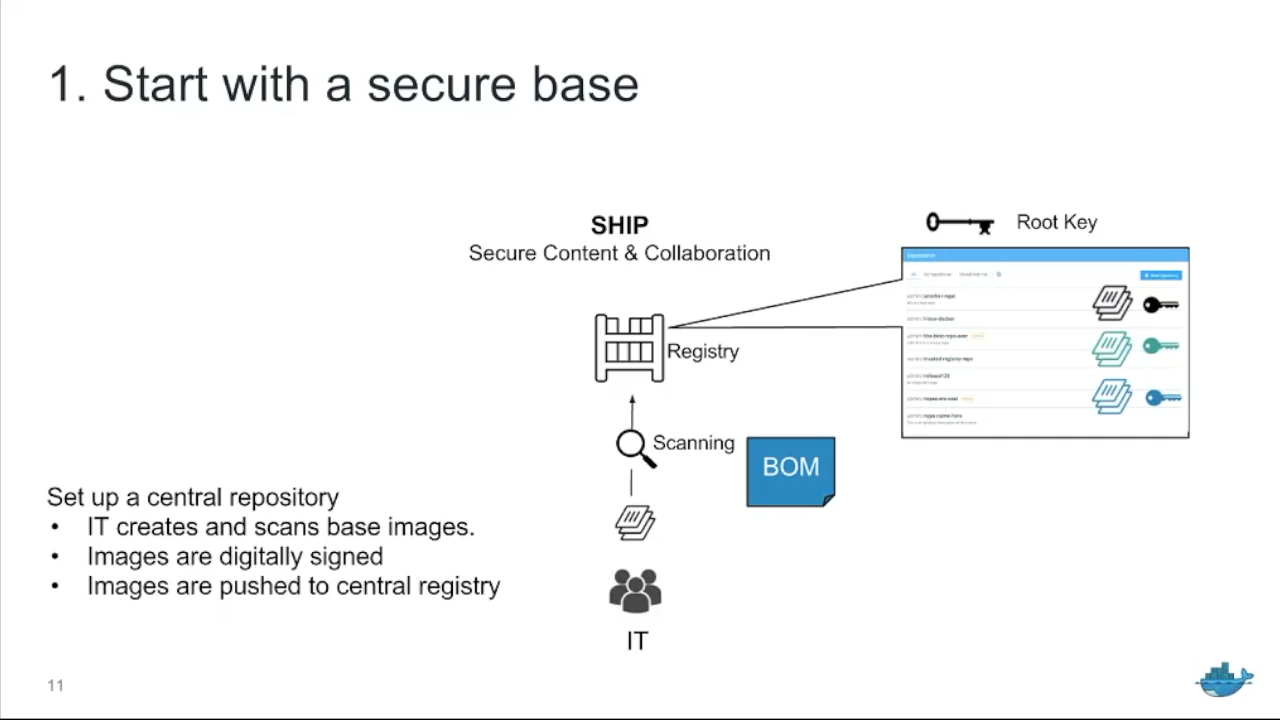 1. Start with a secure base
SHIP
Secure Content & Collaboration
Root Key
Registry
Scanning
BOM
Set up a central repository
• IT creates and scans base images.
• Images are digitally signed
• Images are pushed to central registry
IT
11